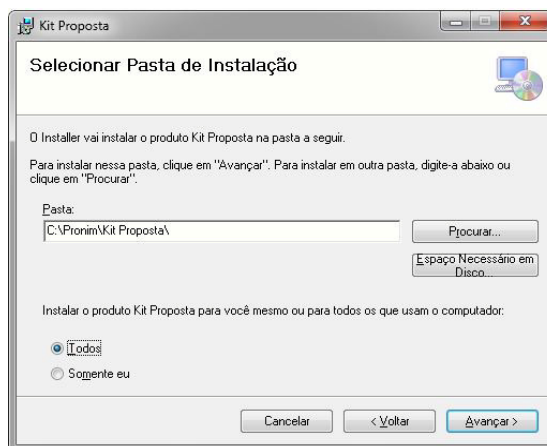 Kit Proposta
Selecionar Pasta de Instalação
O Installer vai instalar o produto Kit Proposta na pasta a seguir.
Para instalar nessa pasta, clique em "Avançar". Para instalar em outra pasta, digite-a abaixo ou
clique em "Procurar".
Pasta:
C:\Pronim\Kit Proposta\
Procurar...
Espaço Necessário em
Disco...
Instalar o produto Kit Proposta para você mesmo ou para todos os que usam o computador:
Todos
Somente eu
Cancelar
< Voltar
Avançar >